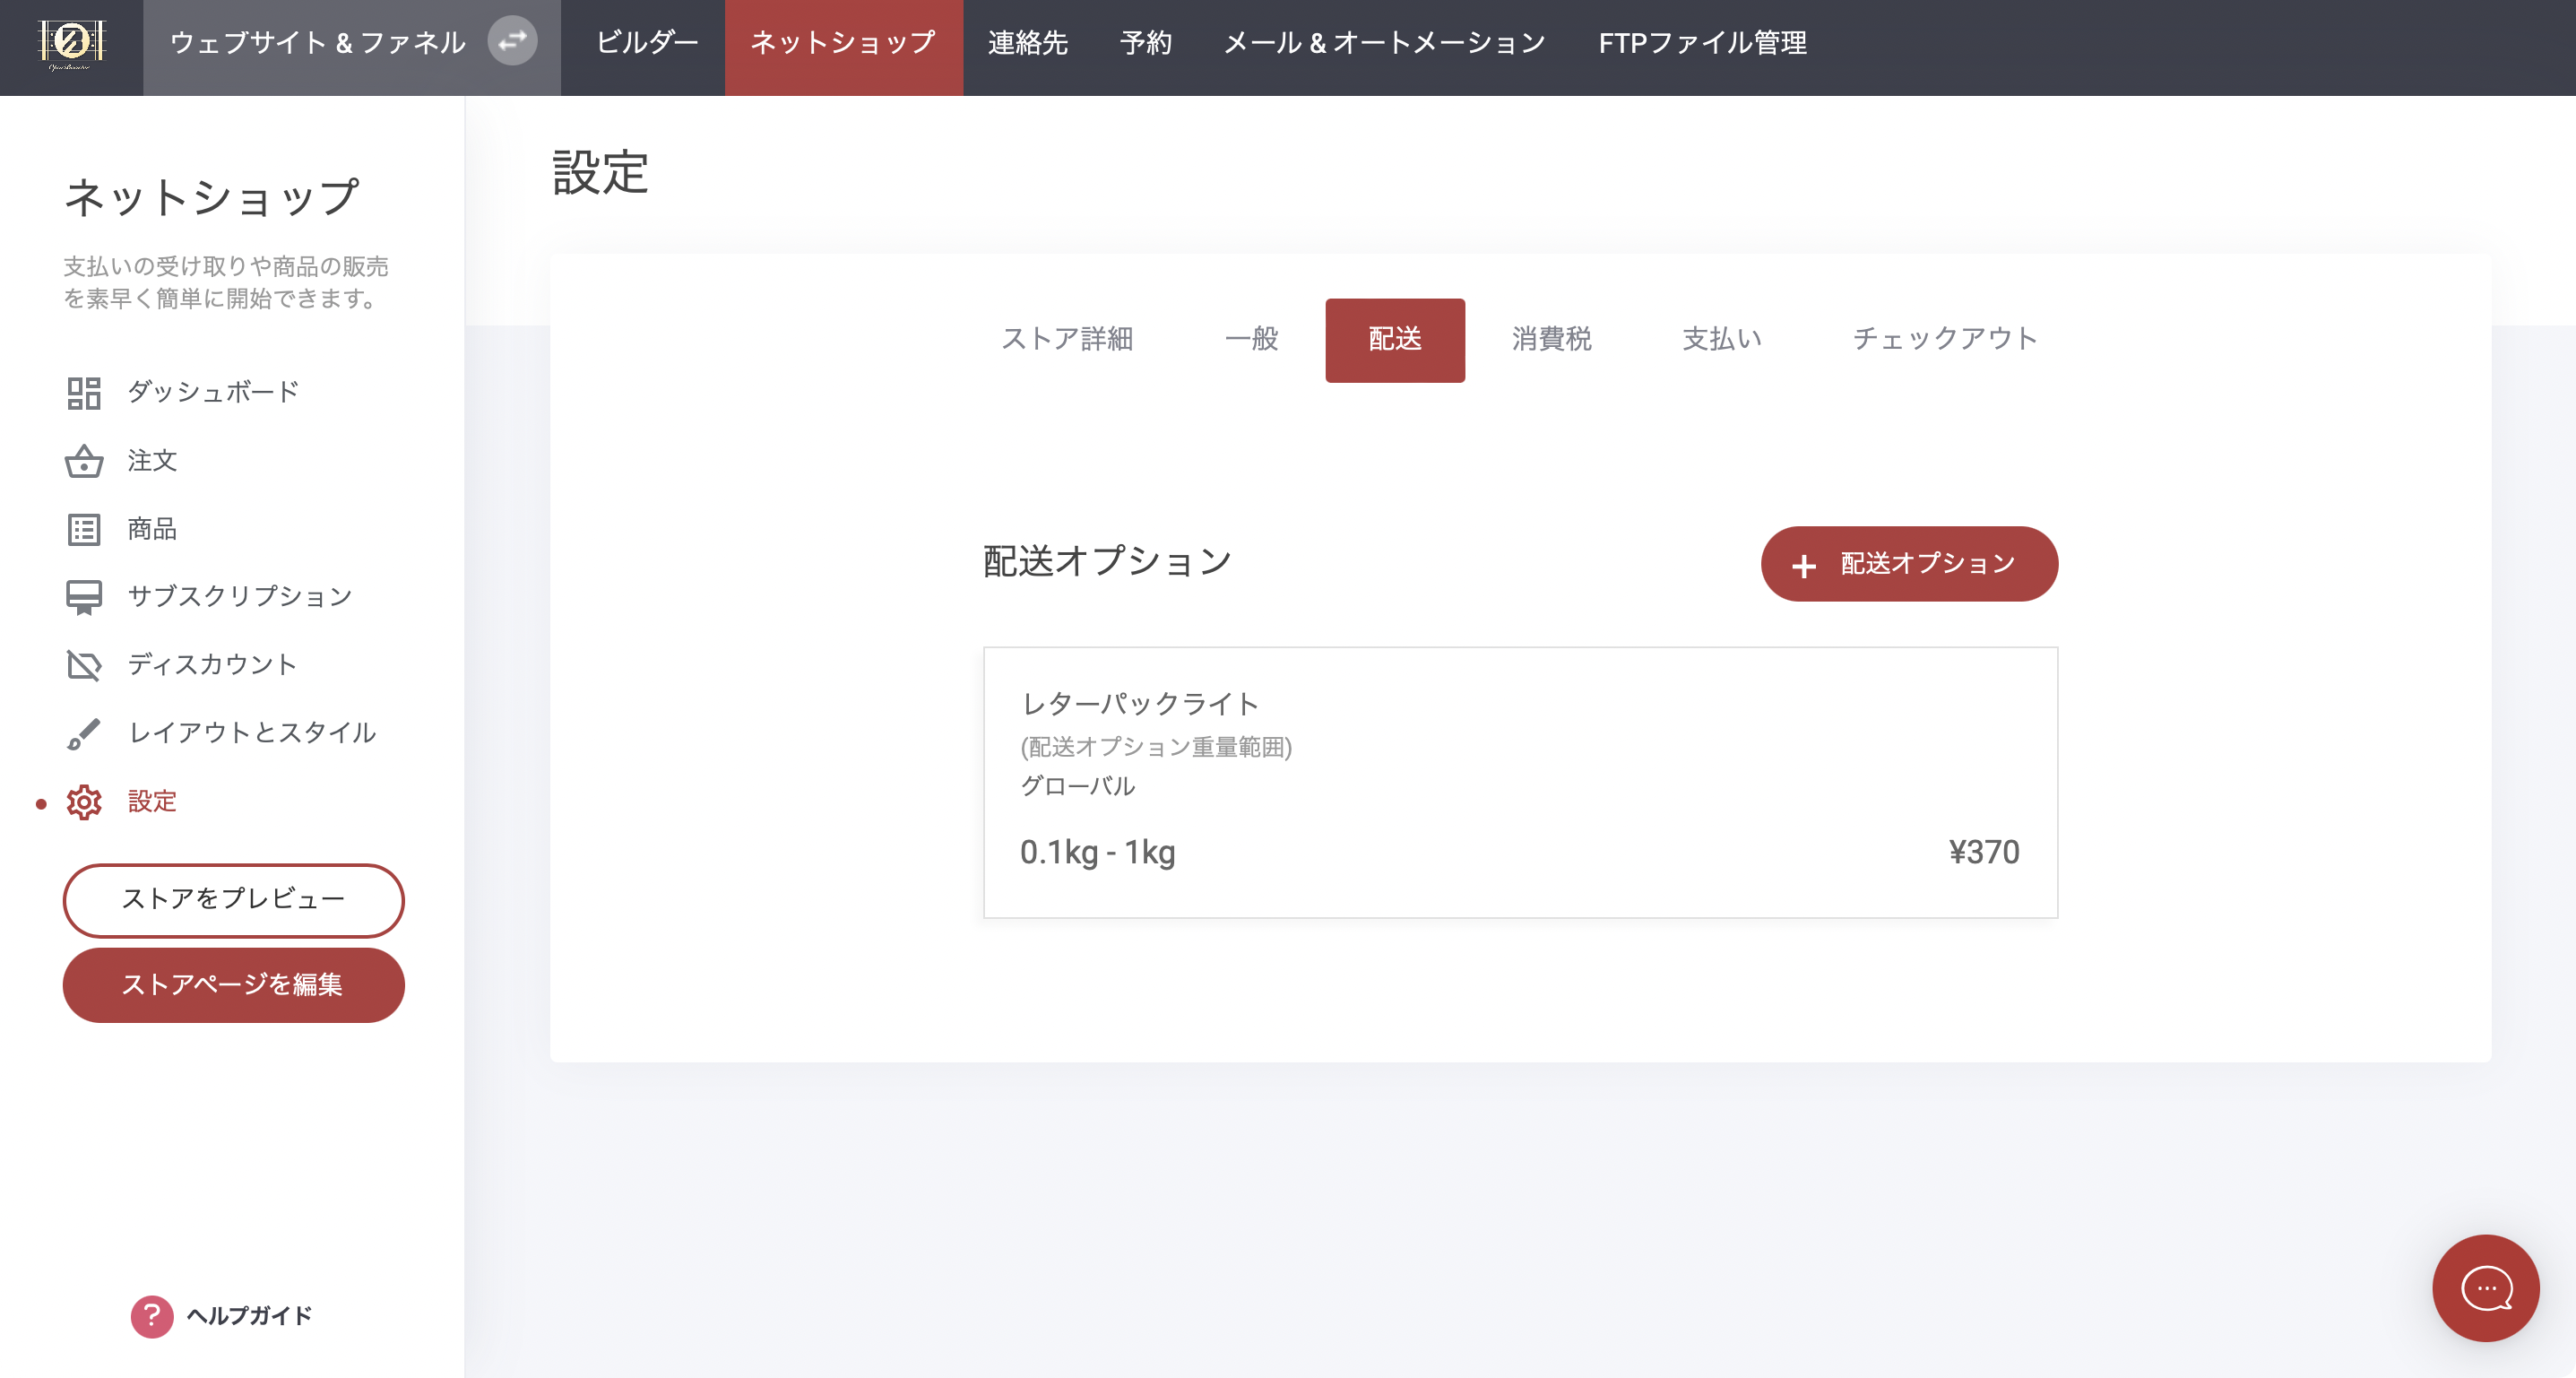 ウェブサイト & ファネル
ビルダー
ネットショップ
連絡先
予約
メール & オートメーション
FTPファイル管理
ネットショップ
支払いの受け取りや商品の販売
を素早く簡単に開始できます。
ダッシュボード
注文
商品
サブスクリプション
ディスカウント
レイアウトとスタイル
設定
ストアをプレビュー
ストアページを編集
? ヘルプガイド
設定
ストア詳細
一般
配送
消費税
支払い
チェックアウト
配送オプション
+ 配送オプション
レターパックライト
(配送オプション重量範囲)
グローバル
0.1kg - 1kg
¥370